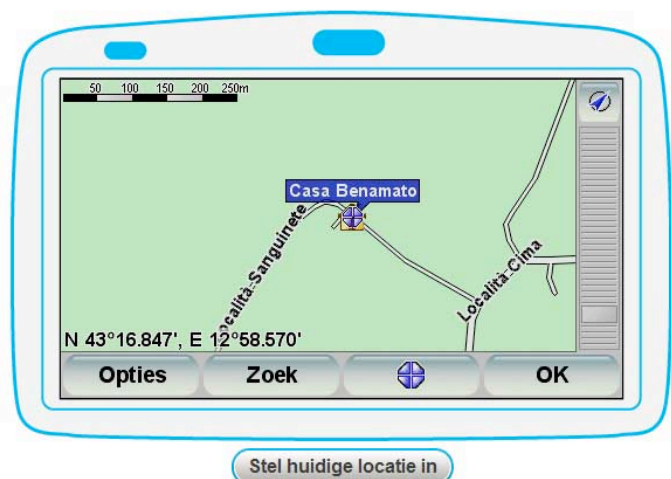 50 100 150 200 250m
Casa Benamato
Località-Sanguinete
Località-Cima
N 43°16.847', E 12°58.570'
Opties Zoek OK
Stel huidige locatie in